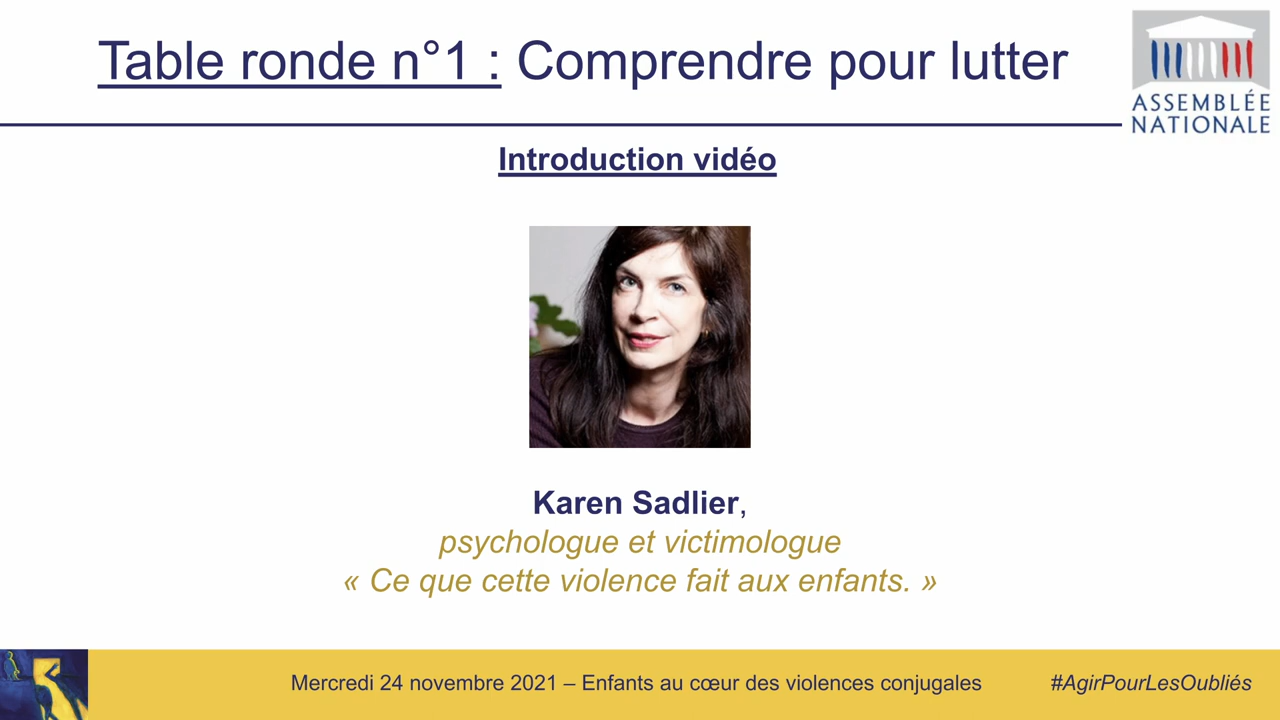 Table ronde n°1 : Comprendre pour lutter
ASSEMBLÉE
NATIONALE
Introduction vidéo
Karen Sadlier,
psychologue et victimologue
« Ce que cette violence fait aux enfants. »
Mercredi 24 novembre 2021 – Enfants au cœur des violences conjugales
#AgirPourLesOubliés